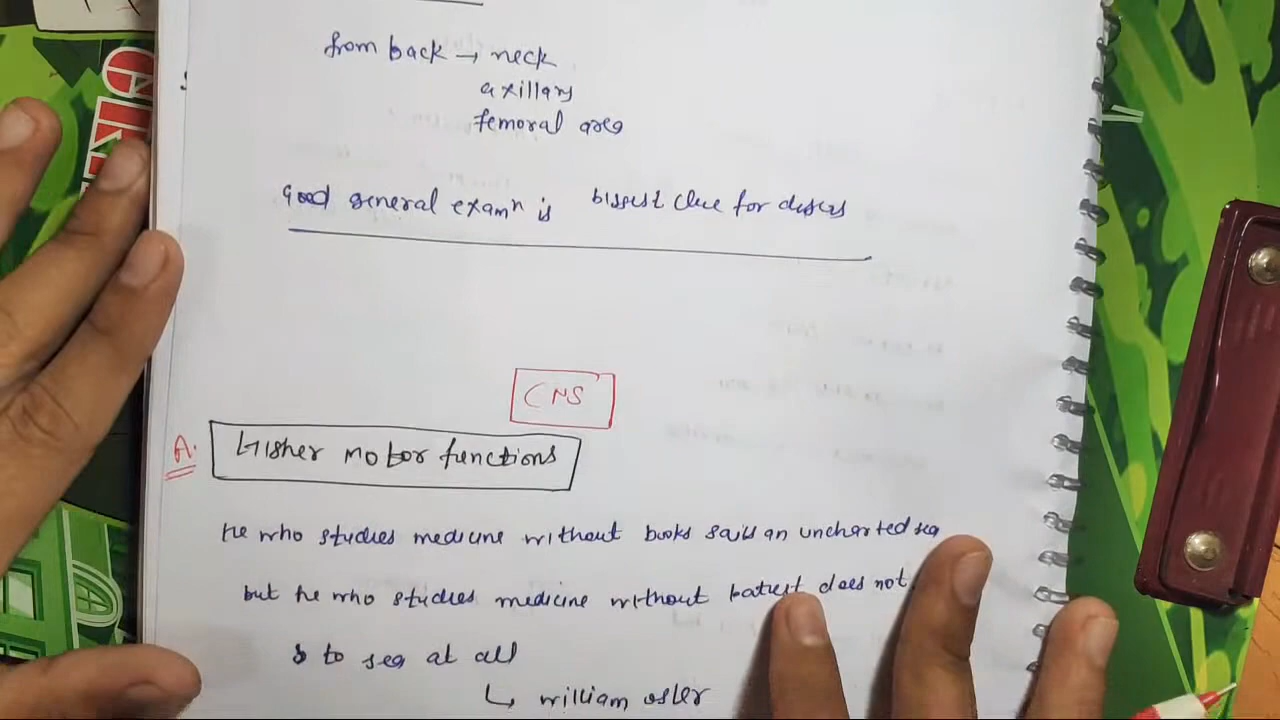 from back → neck
axillary
femoral area
Good general examⁿ is biggest clue for diseas
CNS
A. Higher motor functions
He who studies medicine without books sails an uncharted sea
but he who studies medicine without patient does not
to sea at all
↳ william osler